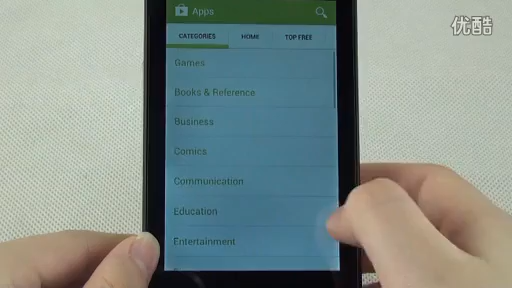 Apps
优酷
CATEGORIES HOME TOP FREE
Games
Books & Reference
Business
Comics
Communication
Education
Entertainment